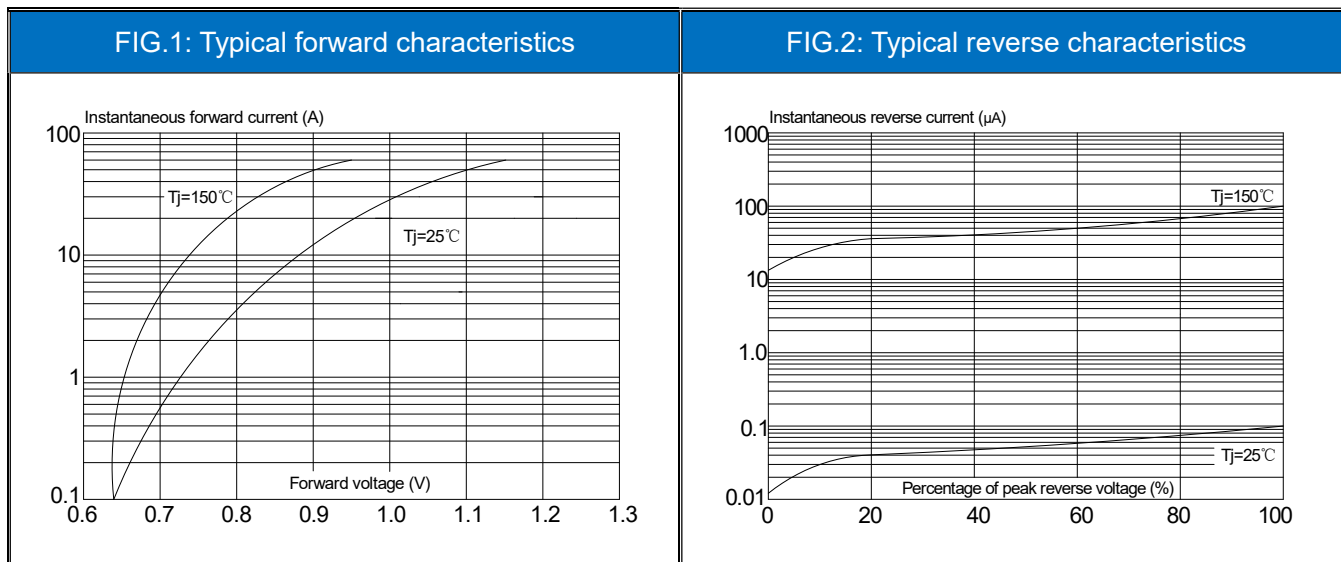 FIG.1: Typical forward characteristics
Instantaneous forward current (A)
100
10
1
0.1
Tj=150℃
Tj=25℃
Forward voltage (V)
0.6 0.7 0.8 0.9 1.0 1.1 1.2 1.3
FIG.2: Typical reverse characteristics
Instantaneous reverse current (μA)
1000
100
10
1.0
0.1
0.01
Tj=150℃
Tj=25℃
Percentage of peak reverse voltage (%)
0 20 40 60 80 100